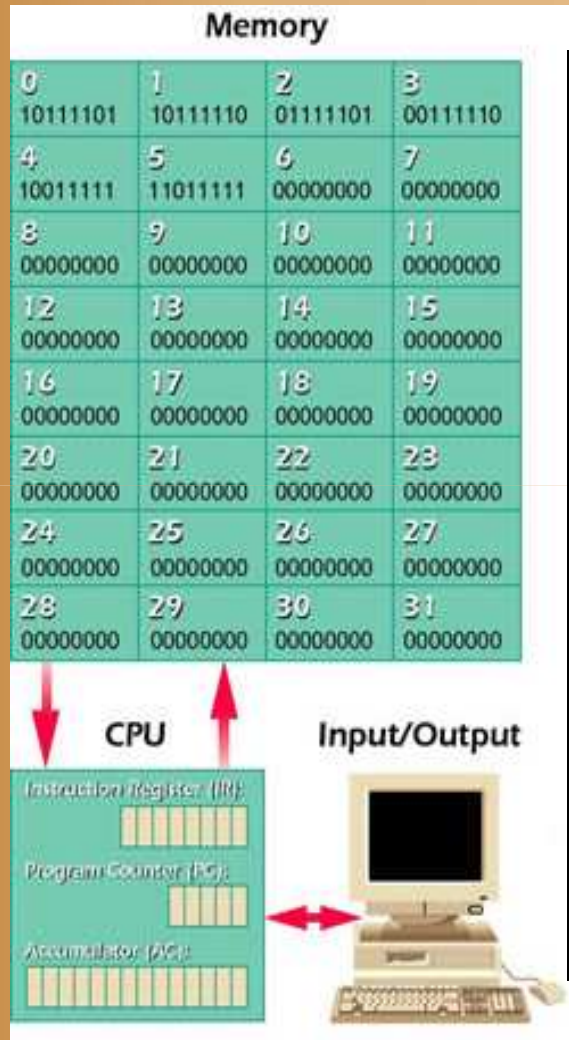 Memory
0 1 2 3
10111101 10111110 01111101 00111110
4 5 6 7
10011111 11011111 00000000 00000000
8 9 10 11
00000000 00000000 00000000 00000000
12 13 14 15
00000000 00000000 00000000 00000000
16 17 18 19
00000000 00000000 00000000 00000000
20 21 22 23
00000000 00000000 00000000 00000000
24 25 26 27
00000000 00000000 00000000 00000000
28 29 30 31
00000000 00000000 00000000 00000000
CPU Input/Output
Instruction Register (IR):
Program Counter (PC):
Accumulator (AC):